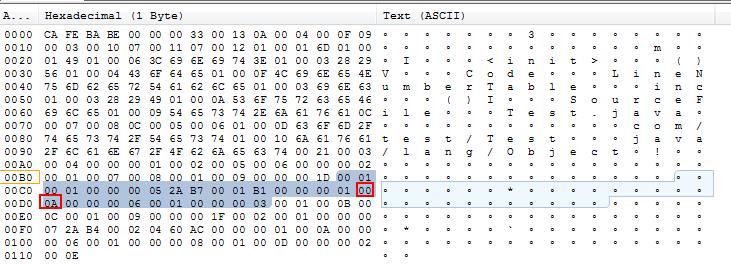 A... Hexadecimal (1 Byte) Text (ASCII)
0000 CA FE BA BE 00 00 00 33 00 13 0A 00 04 00 0F 09 ∘ ∘ ∘ ∘ ∘ ∘ ∘ 3 ∘ ∘ ∘ ∘ ∘ ∘ ∘ ∘
0010 00 03 00 10 07 00 11 07 00 12 01 00 01 6D 01 00 ∘ ∘ ∘ ∘ ∘ ∘ ∘ ∘ ∘ ∘ ∘ ∘ ∘ m ∘ ∘
0020 01 49 01 00 06 3C 69 6E 69 74 3E 01 00 03 28 29 ∘ I ∘ ∘ ∘ < i n i t > ∘ ∘ ∘ ( )
0030 56 01 00 04 43 6F 64 65 01 00 0F 4C 69 6E 65 4E V ∘ ∘ ∘ C o d e ∘ ∘ ∘ L i n e N
0040 75 6D 62 65 72 54 61 62 6C 65 01 00 03 69 6E 63 u m b e r T a b l e ∘ ∘ ∘ i n c
0050 01 00 03 28 29 49 01 00 0A 53 6F 75 72 63 65 46 ∘ ∘ ∘ ( ) I ∘ ∘ ∘ S o u r c e F
0060 69 6C 65 01 00 09 54 65 73 74 2E 6A 61 76 61 0C i l e ∘ ∘ ∘ T e s t . j a v a ∘
0070 00 07 00 08 0C 00 05 00 06 01 00 0D 63 6F 6D 2F ∘ ∘ ∘ ∘ ∘ ∘ ∘ ∘ ∘ ∘ ∘ ∘ c o m /
0080 74 65 73 74 2F 54 65 73 74 01 00 10 6A 61 76 61 t e s t / T e s t ∘ ∘ ∘ j a v a
0090 2F 6C 61 6E 67 2F 4F 62 6A 65 63 74 00 21 00 03 / l a n g / O b j e c t ∘ ! ∘ ∘
00A0 00 04 00 00 00 01 00 02 00 05 00 06 00 00 00 02 ∘ ∘ ∘ ∘ ∘ ∘ ∘ ∘ ∘ ∘ ∘ ∘ ∘ ∘ ∘ ∘
00B0 00 01 00 07 00 08 00 01 00 09 00 00 00 1D 00 01 ∘ ∘ ∘ ∘ ∘ ∘ ∘ ∘ ∘ ∘ ∘ ∘ ∘ ∘ ∘ ∘
00C0 00 01 00 00 00 05 2A B7 00 01 B1 00 00 00 01 00 ∘ ∘ ∘ ∘ ∘ ∘ * ∘ ∘ ∘ ∘ ∘ ∘ ∘ ∘ ∘
00D0 0A 00 00 00 06 00 01 00 00 00 03 00 01 00 0B 00 ∘ ∘ ∘ ∘ ∘ ∘ ∘ ∘ ∘ ∘ ∘ ∘ ∘ ∘ ∘ ∘
00E0 0C 00 01 00 09 00 00 00 1F 00 02 00 01 00 00 00 ∘ ∘ ∘ ∘ ∘ ∘ ∘ ∘ ∘ ∘ ∘ ∘ ∘ ∘ ∘ ∘
00F0 07 2A B4 00 02 04 60 AC 00 00 00 01 00 0A 00 00 ∘ * ∘ ∘ ∘ ∘ ` ∘ ∘ ∘ ∘ ∘ ∘ ∘ ∘ ∘
0100 00 06 00 01 00 00 00 08 00 01 00 0D 00 00 00 02 ∘ ∘ ∘ ∘ ∘ ∘ ∘ ∘ ∘ ∘ ∘ ∘ ∘ ∘ ∘ ∘
0110 00 0E ∘ ∘